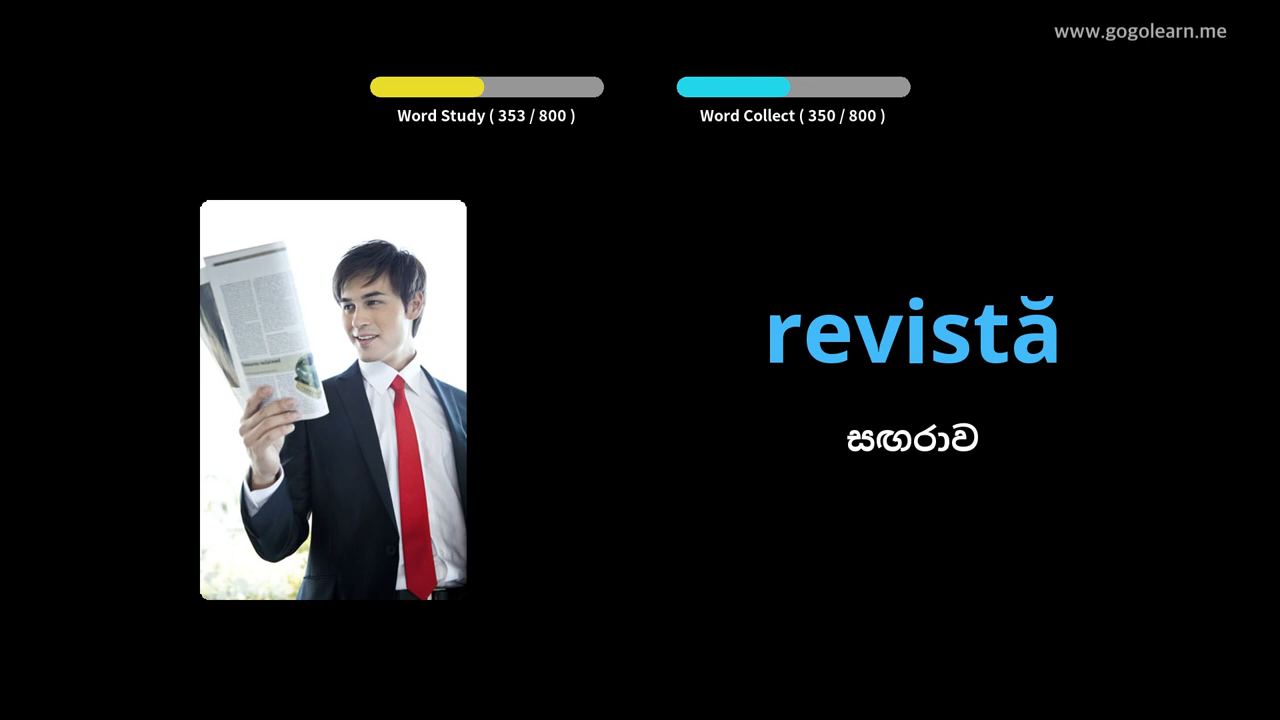 www.gogolearn.me
Word Study ( 353 / 800 )
Word Collect ( 350 / 800 )
revistă
සඟරාව